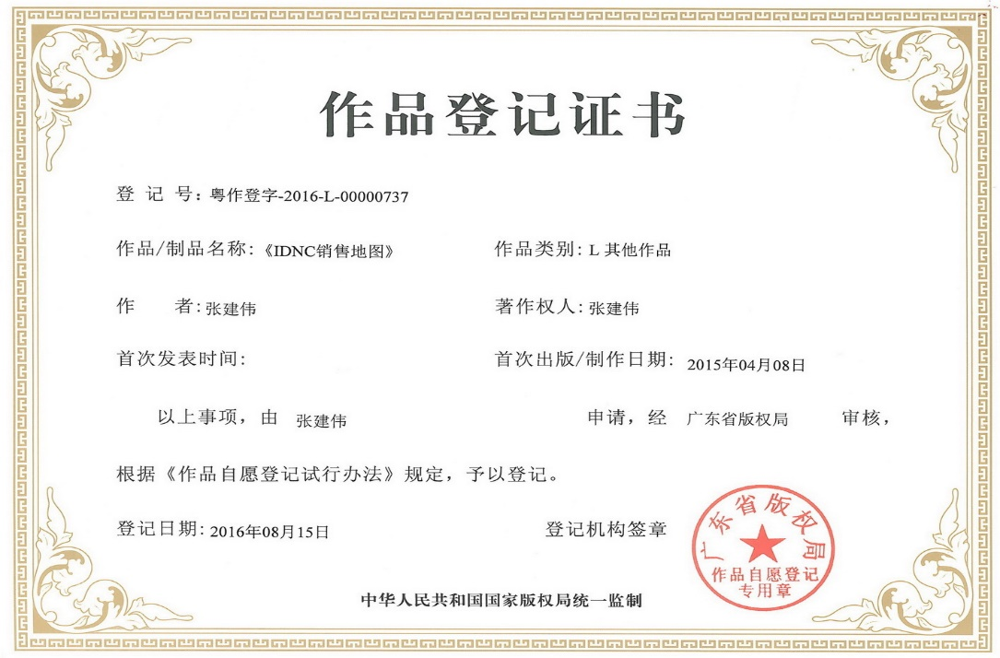 作品登记证书
登 记 号: 粤作登字-2016-L-00000737
作品/制品名称:《IDNC销售地图》 作品类别: L 其他作品
作 者: 张建伟 著作权人: 张建伟
首次发表时间: 首次出版/制作日期: 2015年04月08日
以上事项, 由 张建伟 申请, 经 广东省版权局 审核,
根据《作品自愿登记试行办法》规定, 予以登记。
登记日期: 2016年08月15日 登记机构签章
广东省版权局
作品自愿登记
专用章
中华人民共和国国家版权局统一监制